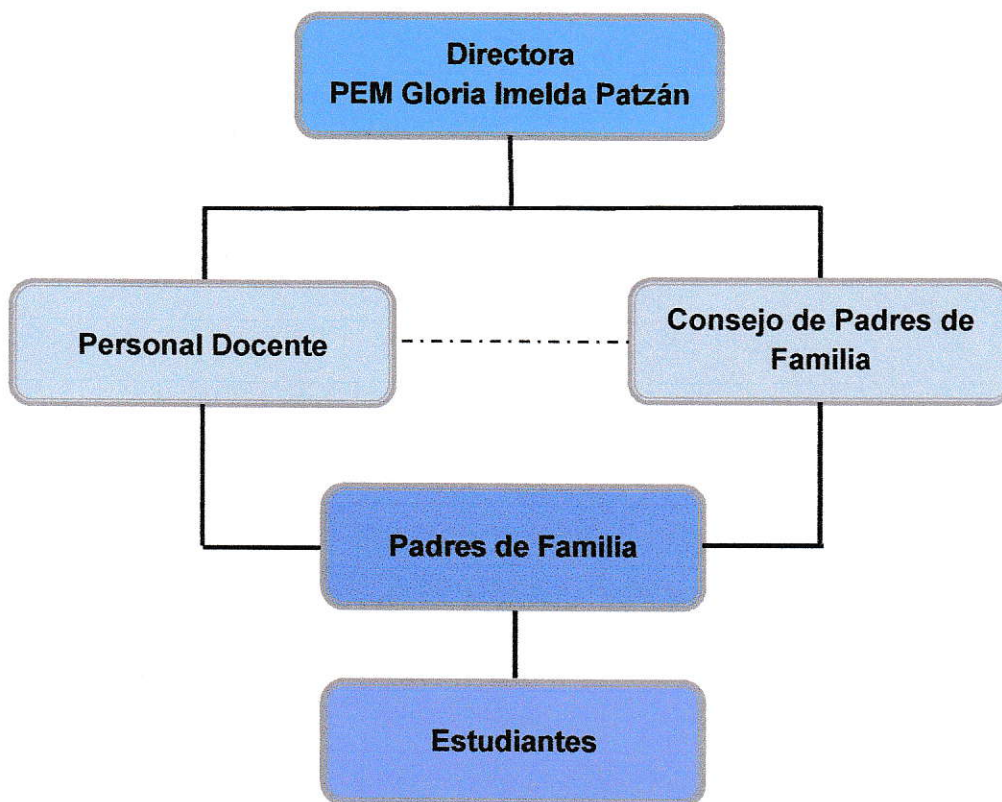 Directora
PEM Gloria Imelda Patzán
Personal Docente
Consejo de Padres de
Familia
Padres de Familia
Estudiantes